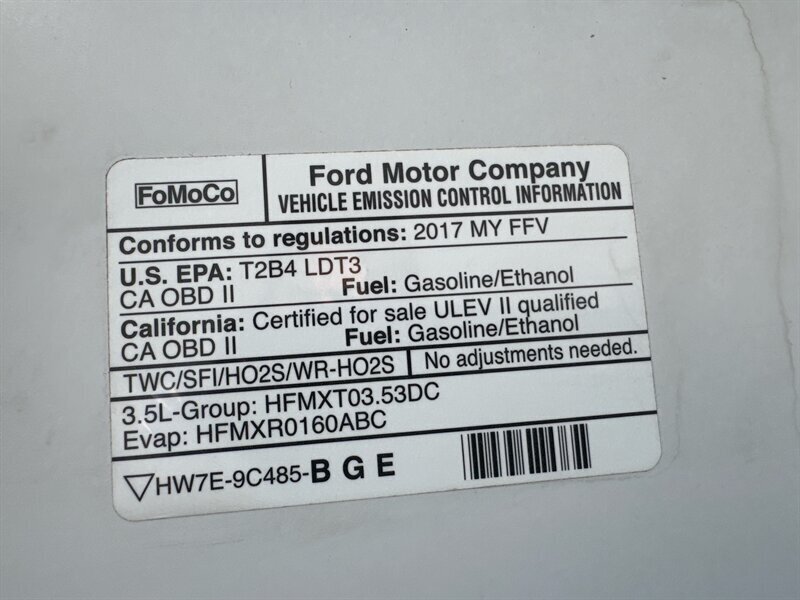 FoMoCo
Ford Motor Company
VEHICLE EMISSION CONTROL INFORMATION
Conforms to regulations: 2017 MY FFV
U.S. EPA: T2B4 LDT3
CA OBD II Fuel: Gasoline/Ethanol
California: Certified for sale ULEV II qualified
CA OBD II Fuel: Gasoline/Ethanol
TWC/SFI/HO2S/WR-HO2S No adjustments needed.
3.5L-Group: HFMXT03.53DC
Evap: HFMXR0160ABC
HW7E-9C485-B G E